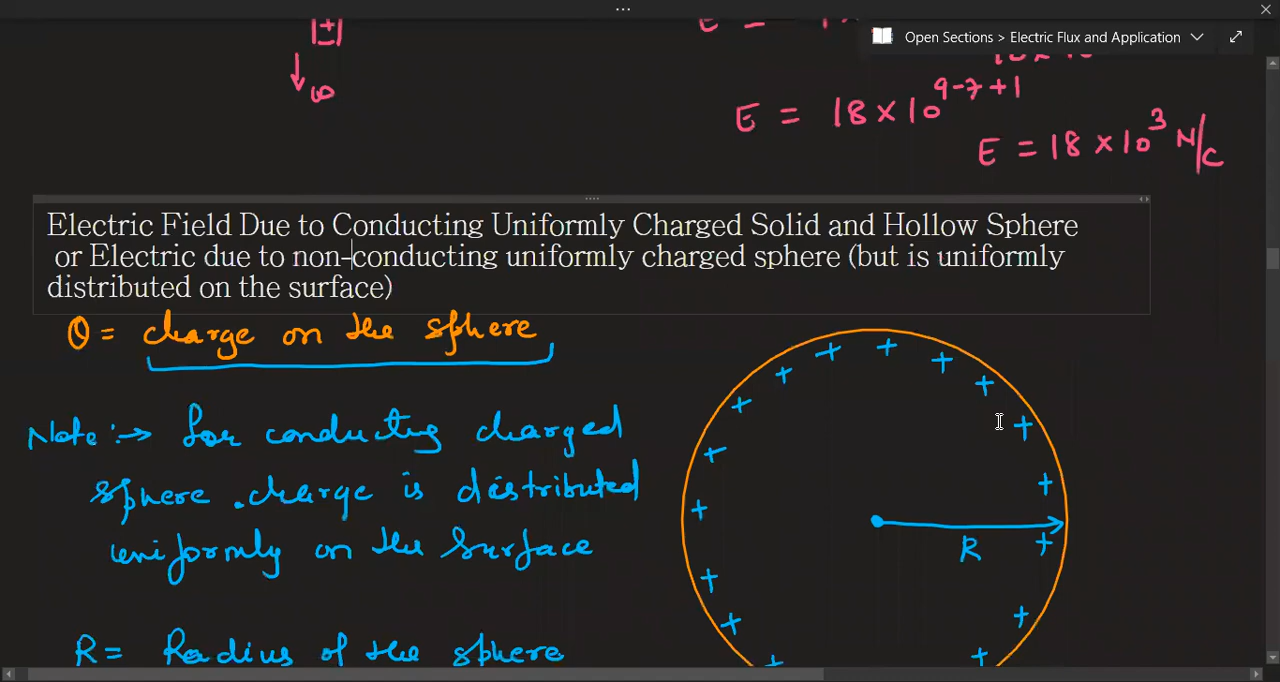 Open Sections > Electric Flux and Application
E = 18 × 10^9-7+1
E = 18 × 10^3 N/C
∞
Electric Field Due to Conducting Uniformly Charged Solid and Hollow Sphere
or Electric due to non-conducting uniformly charged sphere (but is uniformly
distributed on the surface)
Q = charge on the sphere
Note :→ for conducting charged
sphere . charge is distributed
uniformly on the surface
R
R = Radius of the sphere